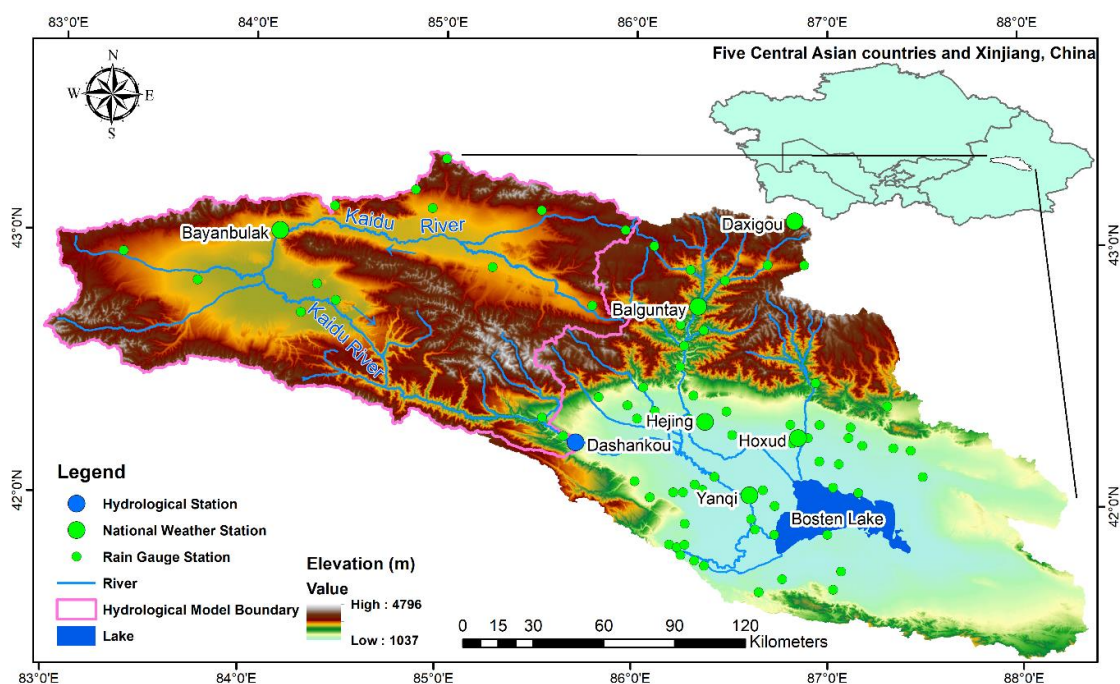 83°0'E 84°0'E 85°0'E 86°0'E 87°0'E 88°0'E
Five Central Asian countries and Xinjiang, China
N
W E
S
43°0'N
43°0'N
Kaidu River
Bayanbulak
Daxigou
Balguntay
Kaidu River
Hejing
Hoxud
Dashankou
42°0'N
42°0'N
Yanqi
Bosten Lake
Legend
Hydrological Station
National Weather Station
Rain Gauge Station
River
Hydrological Model Boundary
Lake
Elevation (m)
Value
High : 4796
Low : 1037
0 15 30 60 90 120
Kilometers
83°0'E 84°0'E 85°0'E 86°0'E 87°0'E 88°0'E